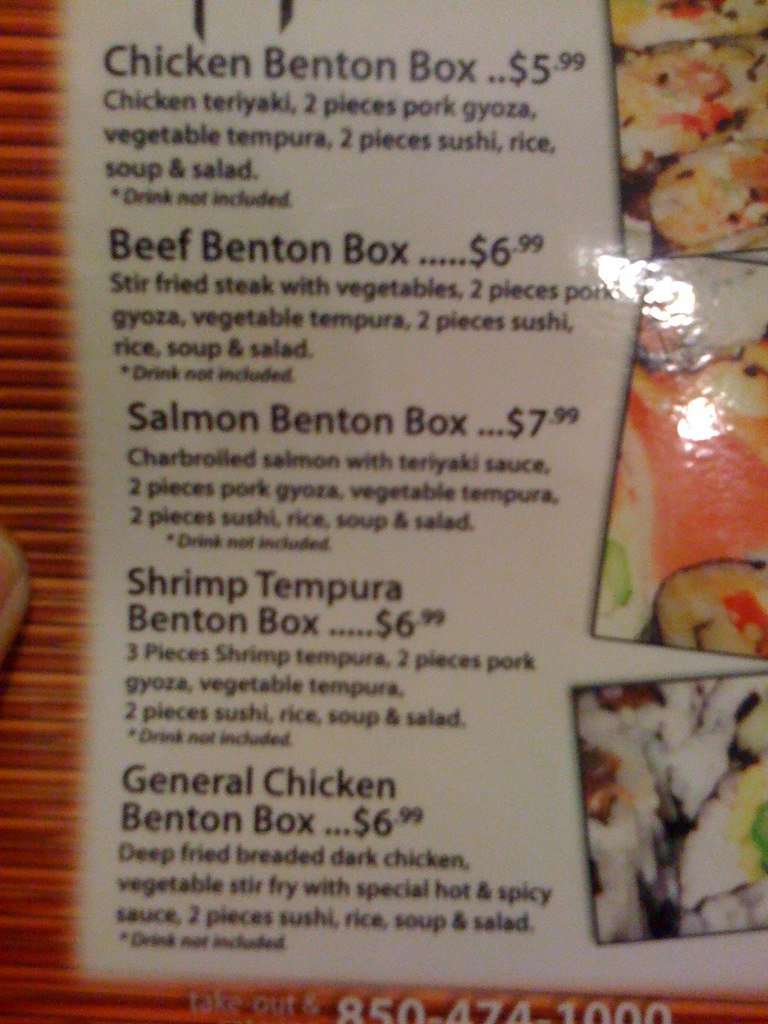 Chicken Benton Box ..$5.99
Chicken teriyaki, 2 pieces pork gyoza,
vegetable tempura, 2 pieces sushi, rice,
soup & salad.
* Drink not included.
Beef Benton Box .....$6.99
Stir fried steak with vegetables, 2 pieces pork
gyoza, vegetable tempura, 2 pieces sushi,
rice, soup & salad.
* Drink not included.
Salmon Benton Box ...$7.99
Charbroiled salmon with teriyaki sauce,
2 pieces pork gyoza, vegetable tempura,
2 pieces sushi, rice, soup & salad.
* Drink not included.
Shrimp Tempura
Benton Box .....$6.99
3 Pieces Shrimp tempura, 2 pieces pork
gyoza, vegetable tempura,
2 pieces sushi, rice, soup & salad.
* Drink not included.
General Chicken
Benton Box ...$6.99
Deep fried breaded dark chicken,
vegetable stir fry with special hot & spicy
sauce, 2 pieces sushi, rice, soup & salad.
* Drink not included.
take out & 850-474-1000